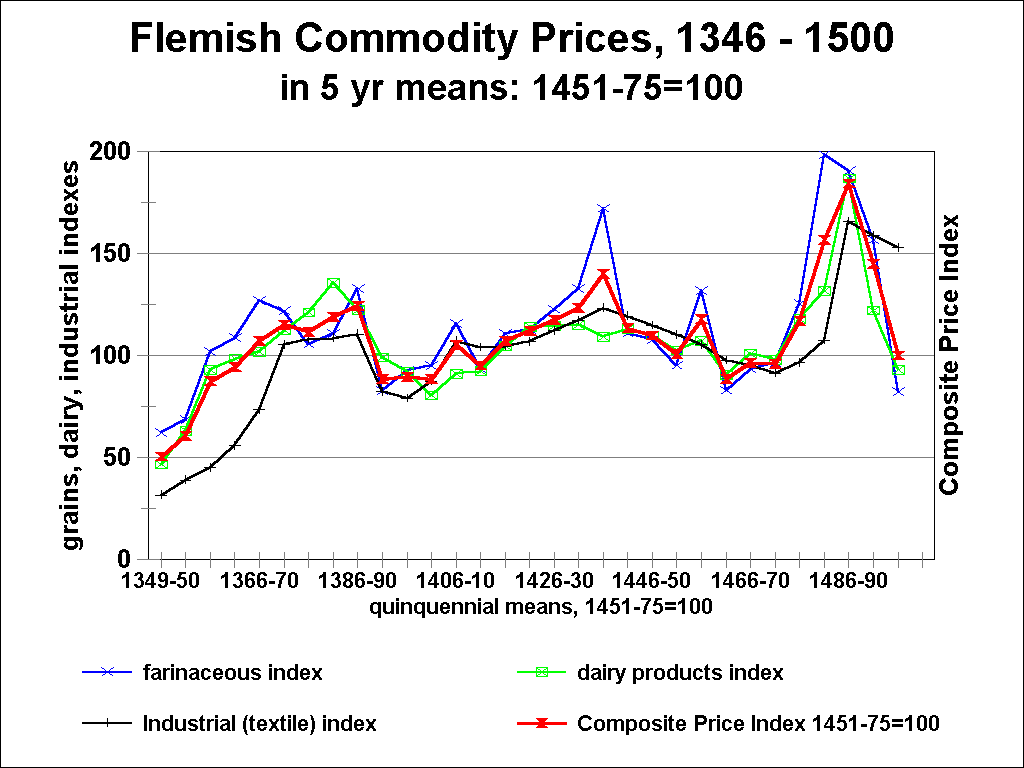 Flemish Commodity Prices, 1346 - 1500
in 5 yr means: 1451-75=100
grains, dairy, industrial indexes
200
150
100
50
0
Composite Price Index
1349-50 1366-70 1386-90 1406-10 1426-30 1446-50 1466-70 1486-90
quinquennial means, 1451-75=100
farinaceous index
dairy products index
Industrial (textile) index
Composite Price Index 1451-75=100